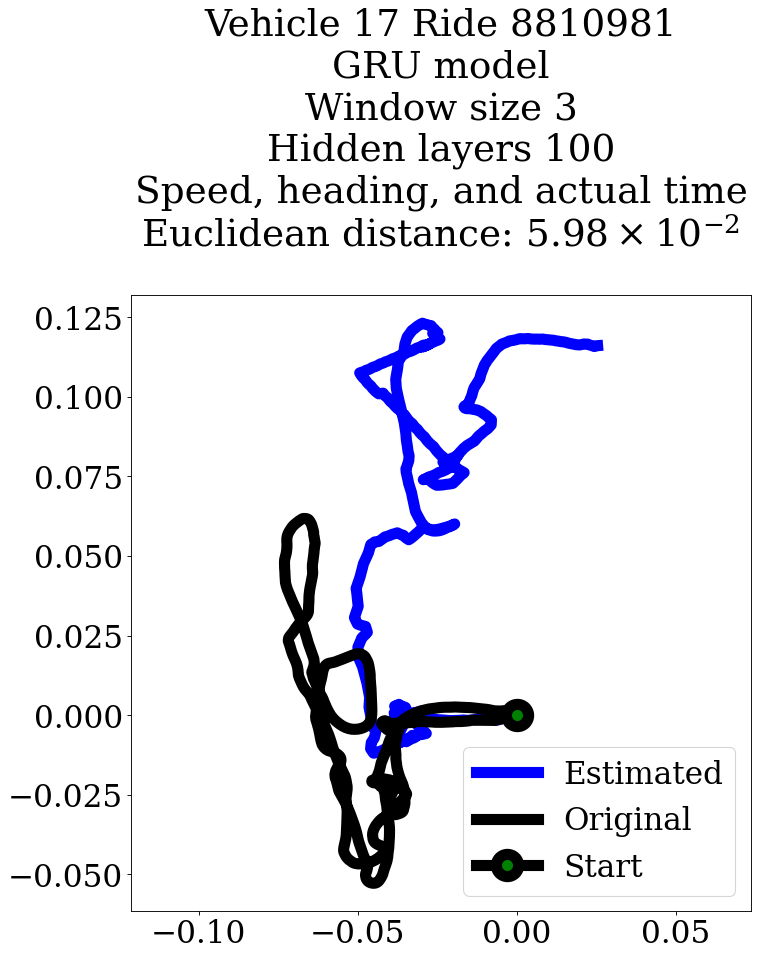 Vehicle 17 Ride 8810981
GRU model
Window size 3
Hidden layers 100
Speed, heading, and actual time
Euclidean distance: 5.98 × 10⁻²
0.125
0.100
0.075
0.050
0.025
0.000
−0.025
−0.050
−0.10
−0.05
0.00
0.05
Estimated
Original
Start